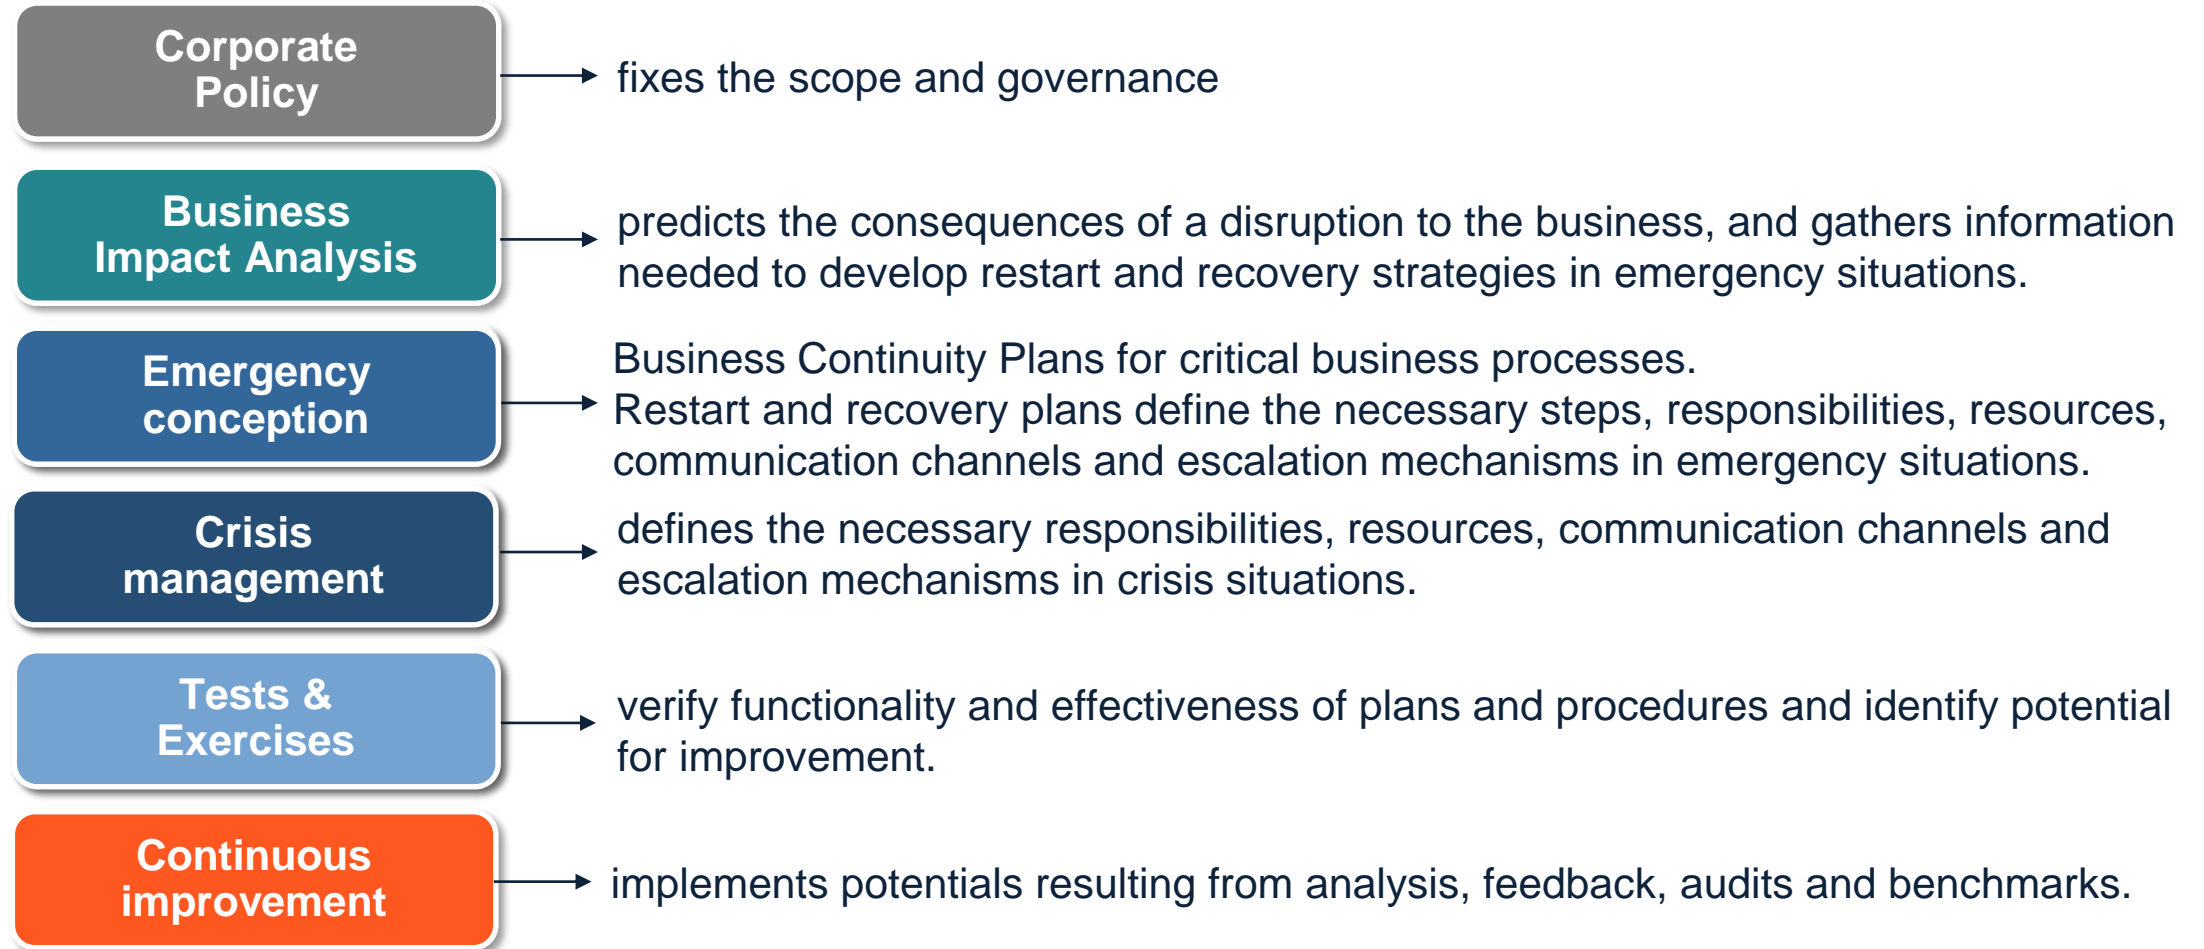 Corporate
Policy
fixes the scope and governance
Business
Impact Analysis
predicts the consequences of a disruption to the business, and gathers information
needed to develop restart and recovery strategies in emergency situations.
Emergency
conception
Business Continuity Plans for critical business processes.
Restart and recovery plans define the necessary steps, responsibilities, resources,
communication channels and escalation mechanisms in emergency situations.
Crisis
management
defines the necessary responsibilities, resources, communication channels and
escalation mechanisms in crisis situations.
Tests &
Exercises
verify functionality and effectiveness of plans and procedures and identify potential
for improvement.
Continuous
improvement
implements potentials resulting from analysis, feedback, audits and benchmarks.